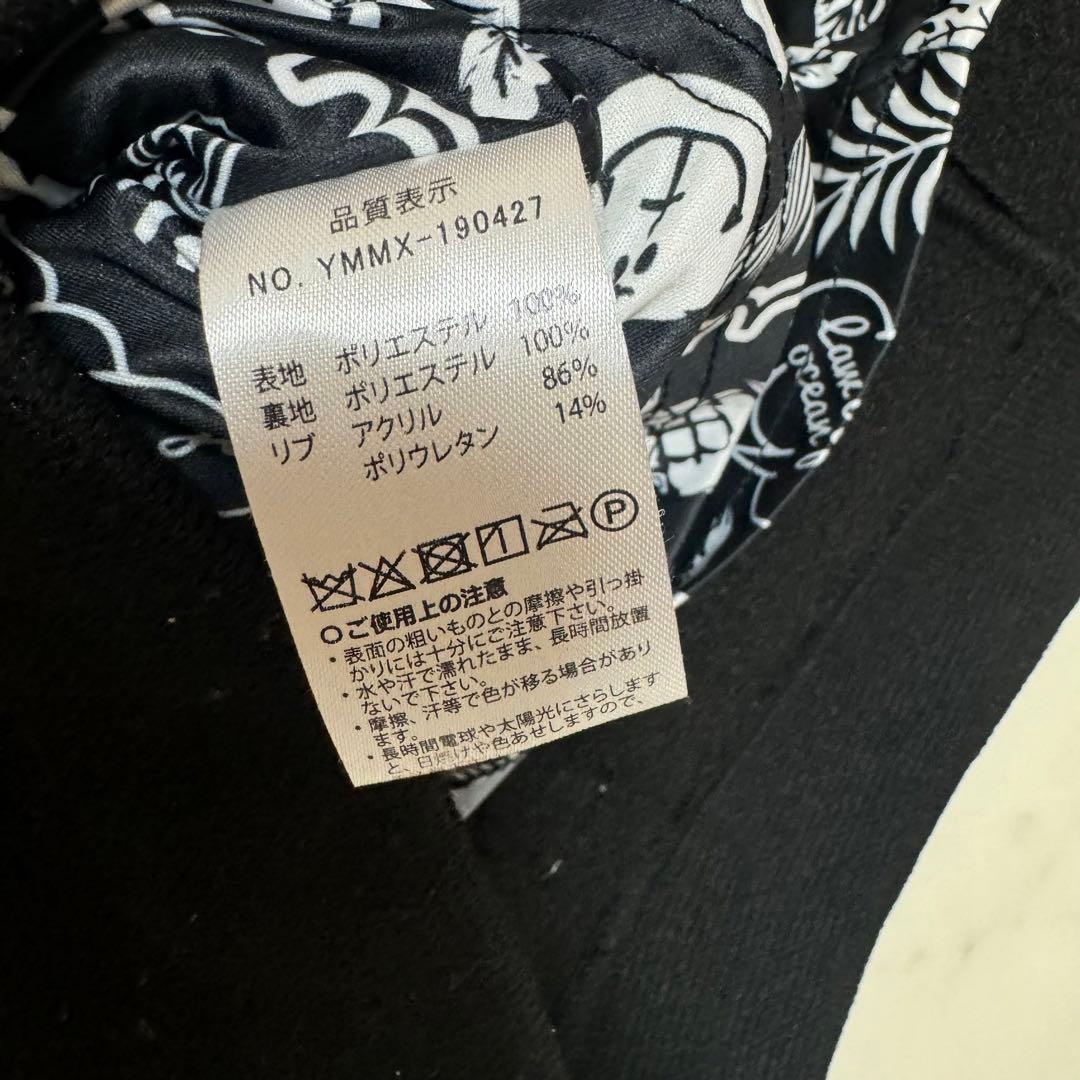 品質表示
NO. YMMX-190427
表地 ポリエステル 100%
裏地 ポリエステル 100%
リブ アクリル 86%
ポリウレタン 14%
P
○ご使用上の注意
・表面の粗いものとの摩擦や引っ掛
かりには十分にご注意下さい。
・水や汗で濡れたまま、長時間放置
ないで下さい。
・摩擦、汗等で色が移る場合があり
ます。
・長時間電球や太陽光にさらします
と、日焼けや色あせしますので、
ocean